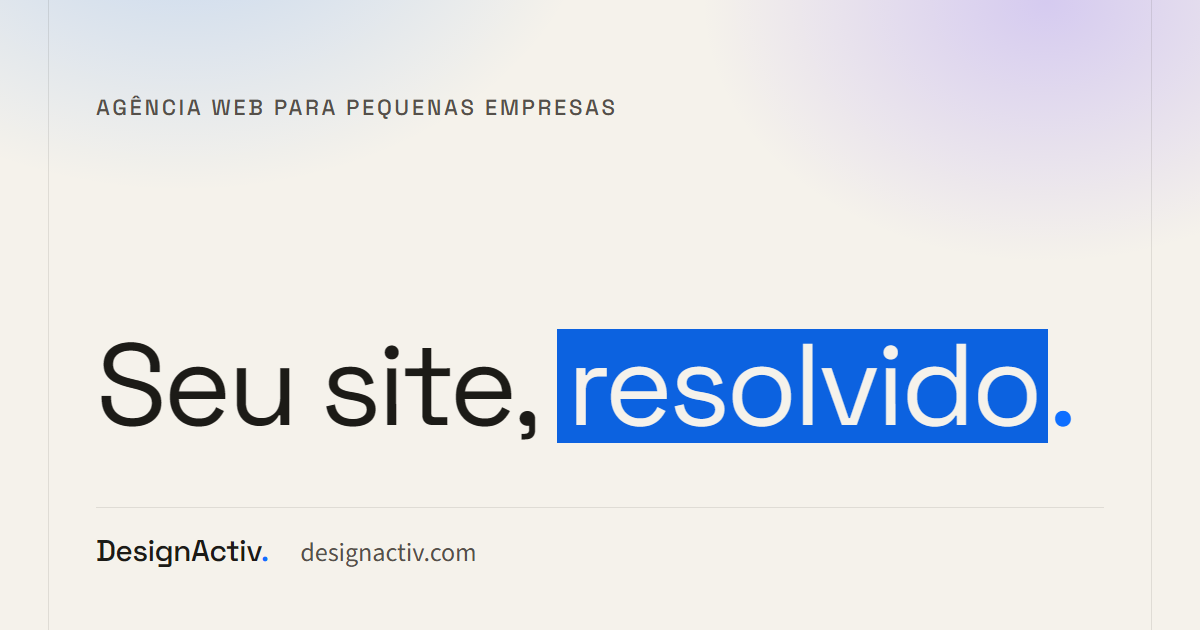 AGÊNCIA WEB PARA PEQUENAS EMPRESAS
Seu site, resolvido.
DesignActiv. designactiv.com